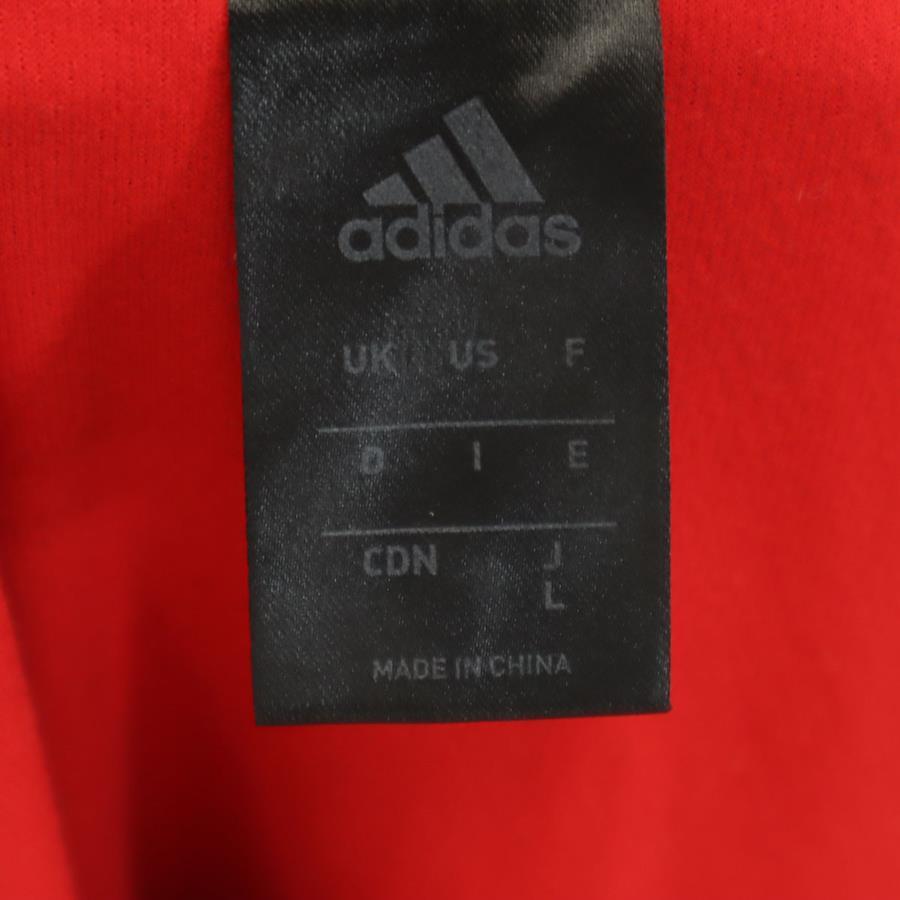 adidas
UK US F
D I E
CDN J
L
MADE IN CHINA